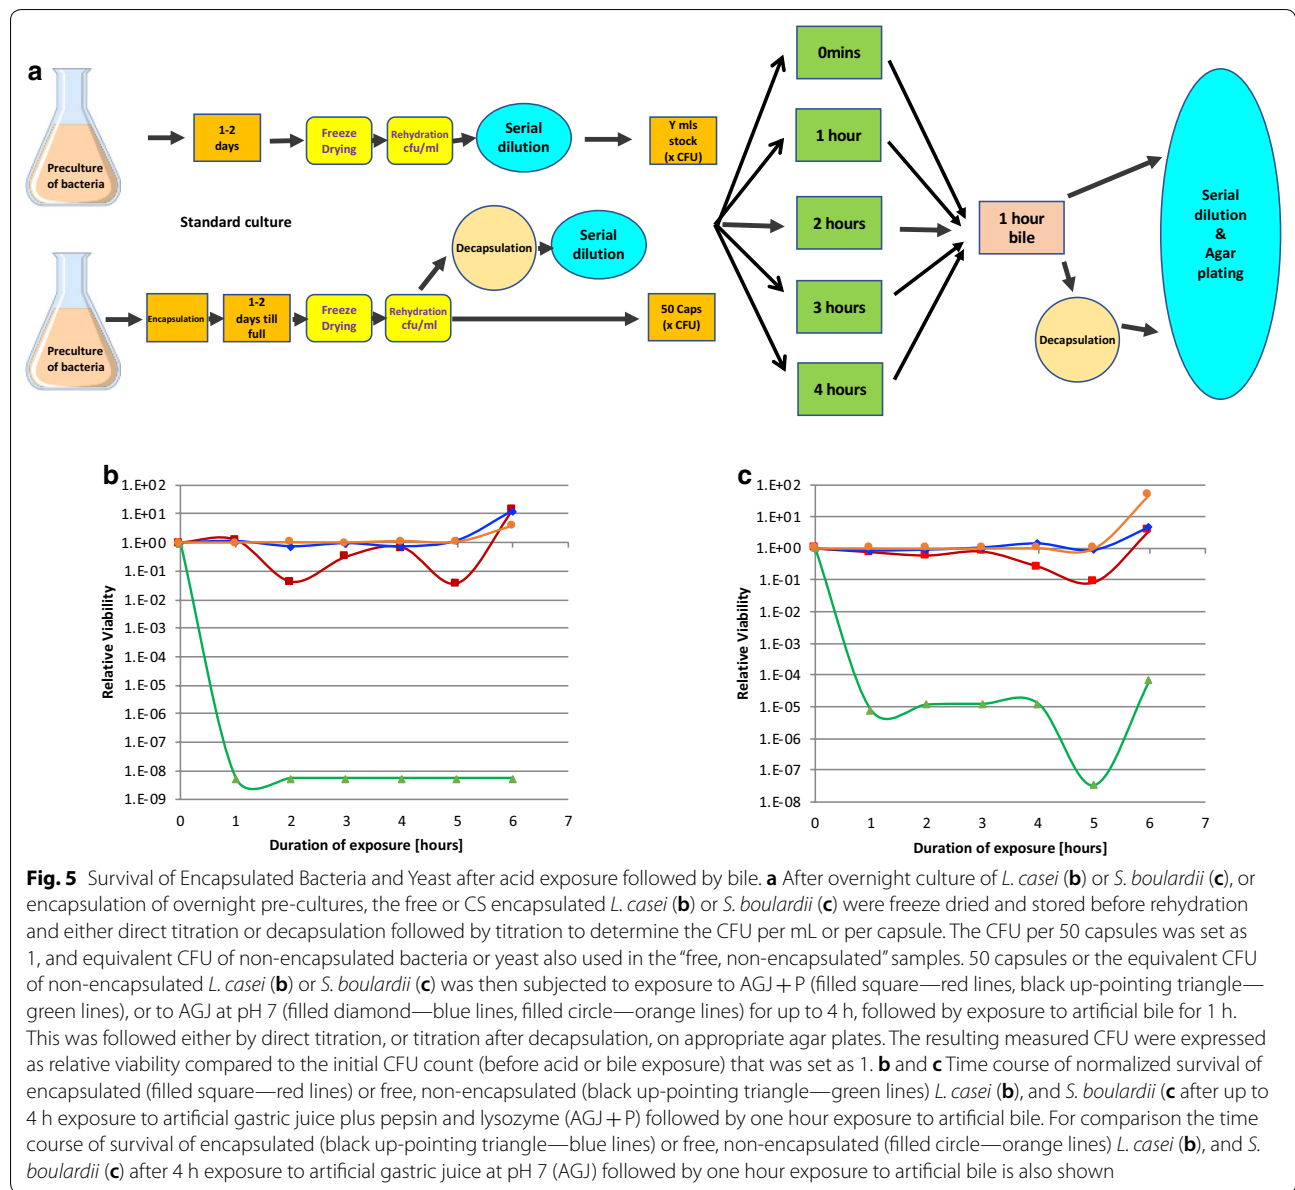 a
Preculture
of bacteria
1-2
days
Freeze
Drying
Rehydration
cfu/ml
Serial
dilution
Y mls
stock
(x CFU)
Standard culture
Preculture
of bacteria
Encapsulation
1-2
days till
full
Freeze
Drying
Rehydration
cfu/ml
Decapsulation
Serial
dilution
50 Caps
(x CFU)
0mins
1 hour
2 hours
3 hours
4 hours
1 hour
bile
Decapsulation
Serial
dilution
&
Agar
plating
b
Relative Viability
1.E+02
1.E+01
1.E+00
1.E-01
1.E-02
1.E-03
1.E-04
1.E-05
1.E-06
1.E-07
1.E-08
1.E-09
0 1 2 3 4 5 6 7
Duration of exposure [hours]
c
Relative Viability
1.E+02
1.E+01
1.E+00
1.E-01
1.E-02
1.E-03
1.E-04
1.E-05
1.E-06
1.E-07
1.E-08
0 1 2 3 4 5 6 7
Duration of exposure [hours]
Fig. 5 Survival of Encapsulated Bacteria and Yeast after acid exposure followed by bile. a After overnight culture of L. casei (b) or S. boulardii (c), or
encapsulation of overnight pre-cultures, the free or CS encapsulated L. casei (b) or S. boulardii (c) were freeze dried and stored before rehydration
and either direct titration or decapsulation followed by titration to determine the CFU per mL or per capsule. The CFU per 50 capsules was set as
1, and equivalent CFU of non-encapsulated bacteria or yeast also used in the “free, non-encapsulated” samples. 50 capsules or the equivalent CFU
of non-encapsulated L. casei (b) or S. boulardii (c) was then subjected to exposure to AGJ + P (filled square—red lines, black up-pointing triangle—
green lines), or to AGJ at pH 7 (filled diamond—blue lines, filled circle—orange lines) for up to 4 h, followed by exposure to artificial bile for 1 h.
This was followed either by direct titration, or titration after decapsulation, on appropriate agar plates. The resulting measured CFU were expressed
as relative viability compared to the initial CFU count (before acid or bile exposure) that was set as 1. b and c Time course of normalized survival of
encapsulated (filled square—red lines) or free, non-encapsulated (black up-pointing triangle—green lines) L. casei (b), and S. boulardii (c after up to
4 h exposure to artificial gastric juice plus pepsin and lysozyme (AGJ + P) followed by one hour exposure to artificial bile. For comparison the time
course of survival of encapsulated (black up-pointing triangle—blue lines) or free, non-encapsulated (filled circle—orange lines) L. casei (b), and S.
boulardii (c) after 4 h exposure to artificial gastric juice at pH 7 (AGJ) followed by one hour exposure to artificial bile is also shown